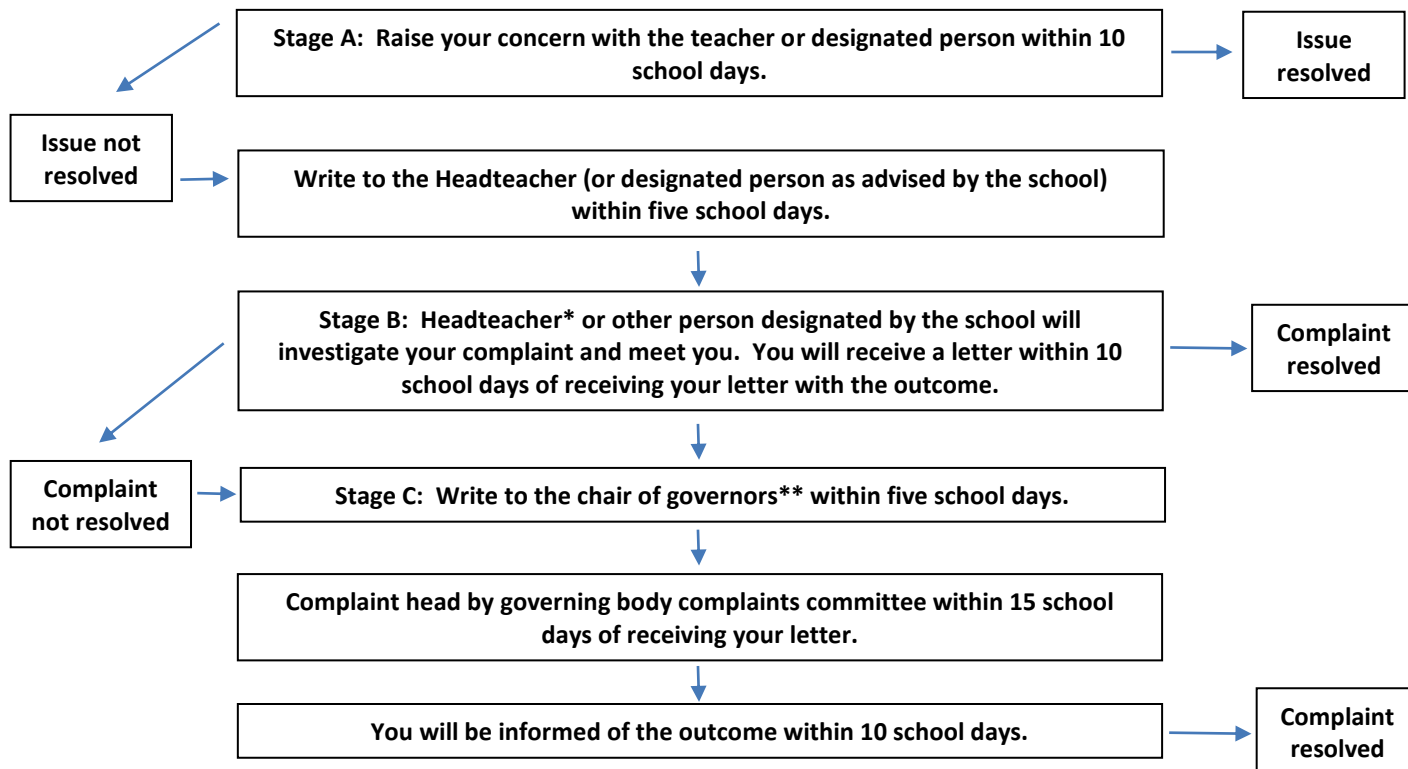 Stage A:  Raise your concern with the teacher or designated person within 10
school days.
Issue
resolved
Issue not
resolved
Write to the Headteacher (or designated person as advised by the school)
within five school days.
Stage B:  Headteacher* or other person designated by the school will
investigate your complaint and meet you.  You will receive a letter within 10
school days of receiving your letter with the outcome.
Complaint
resolved
Complaint
not resolved
Stage C:  Write to the chair of governors** within five school days.
Complaint head by governing body complaints committee within 15 school
days of receiving your letter.
You will be informed of the outcome within 10 school days.
Complaint
resolved